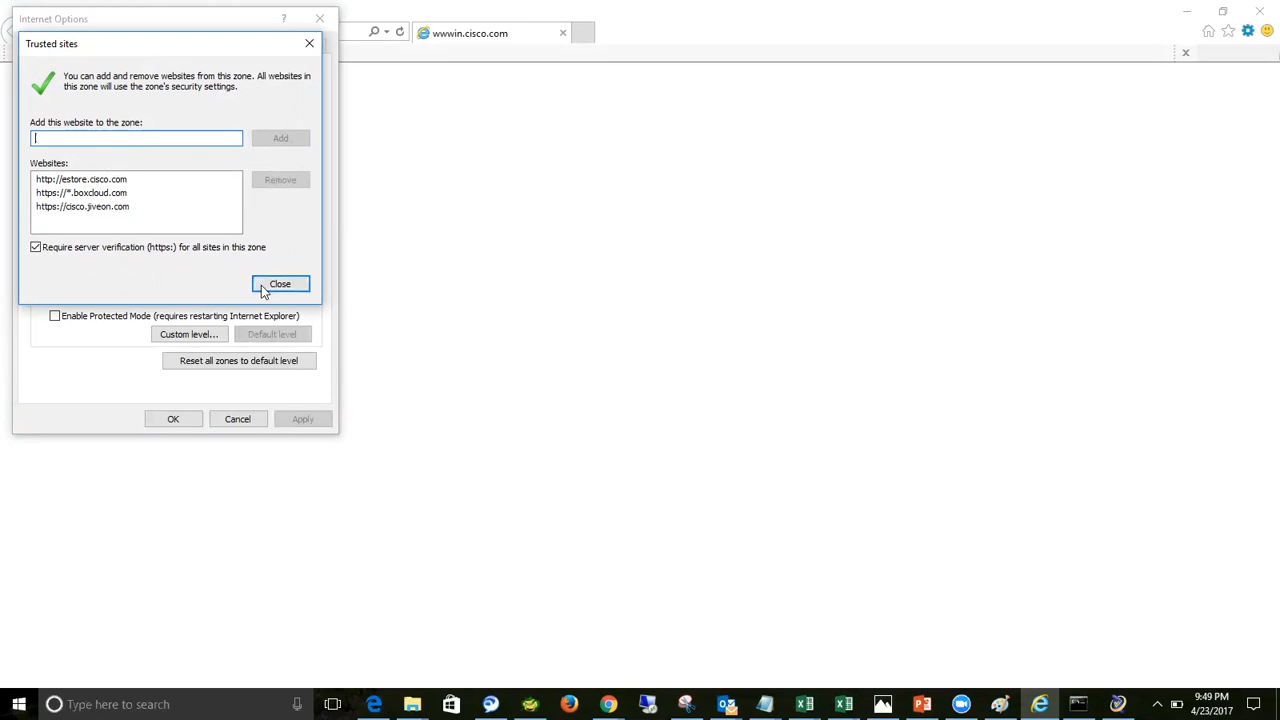 Internet Options
?
wwwin.cisco.com
Trusted sites
You can add and remove websites from this zone. All websites in
this zone will use the zone's security settings.
Add this website to the zone:
Add
Websites:
http://estore.cisco.com
https://*.boxcloud.com
https://cisco.jiveon.com
Remove
Require server verification (https:) for all sites in this zone
Close
Enable Protected Mode (requires restarting Internet Explorer)
Custom level...
Default level
Reset all zones to default level
OK
Cancel
Apply
Type here to search
9:49 PM
4/23/2017